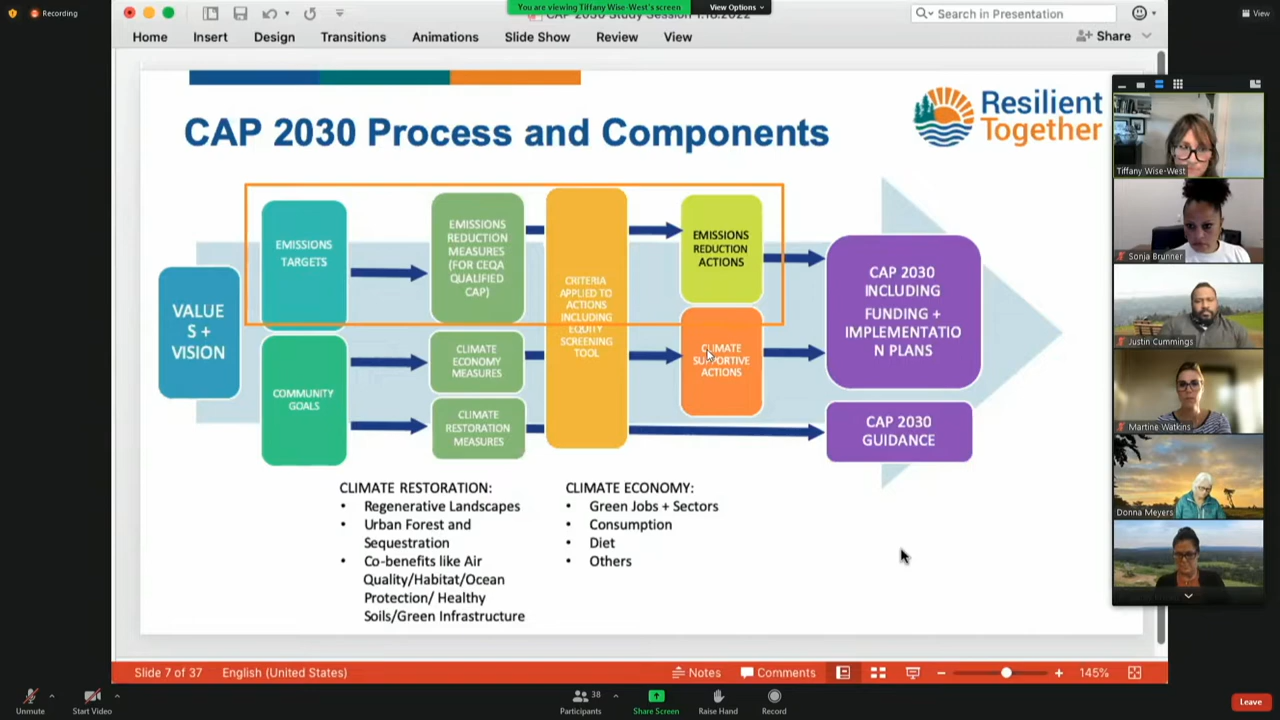 Recording
CAP 2030 Study Session 1.18.2022
You are viewing Tiffany Wise-West's screen
View Options
Search in Presentation
View
Home
Insert
Design
Transitions
Animations
Slide Show
Review
View
Share
CAP 2030 Process and Components
Resilient
Together
VALUE
S +
VISION
EMISSIONS
TARGETS
COMMUNITY
GOALS
EMISSIONS
REDUCTION
MEASURES
(FOR CEQA
QUALIFIED
CAP)
CLIMATE
ECONOMY
MEASURES
CLIMATE
RESTORATION
MEASURES
CRITERIA
APPLIED TO
ACTIONS
INCLUDING
EQUITY
SCREENING
TOOL
EMISSIONS
REDUCTION
ACTIONS
CLIMATE
SUPPORTIVE
ACTIONS
CAP 2030
INCLUDING
FUNDING +
IMPLEMENTATIO
N PLANS
CAP 2030
GUIDANCE
CLIMATE RESTORATION:
• Regenerative Landscapes
• Urban Forest and
Sequestration
• Co-benefits like Air
Quality/Habitat/Ocean
Protection/ Healthy
Soils/Green Infrastructure
CLIMATE ECONOMY:
• Green Jobs + Sectors
• Consumption
• Diet
• Others
Tiffany Wise-West
Sonja Brunner
Justin Cummings
Martine Watkins
Donna Meyers
Slide 7 of 37
English (United States)
Notes
Comments
145%
Unmute
Start Video
38
Participants
Share Screen
Raise Hand
Record
Leave